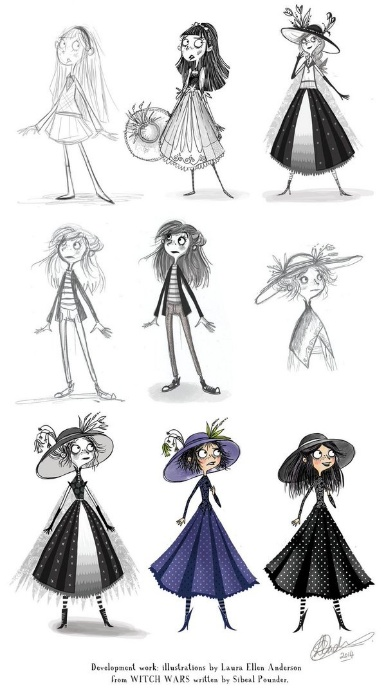 2014
Development work: illustrations by Laura Ellen Anderson
from WITCH WARS written by Sibeal Pounder.